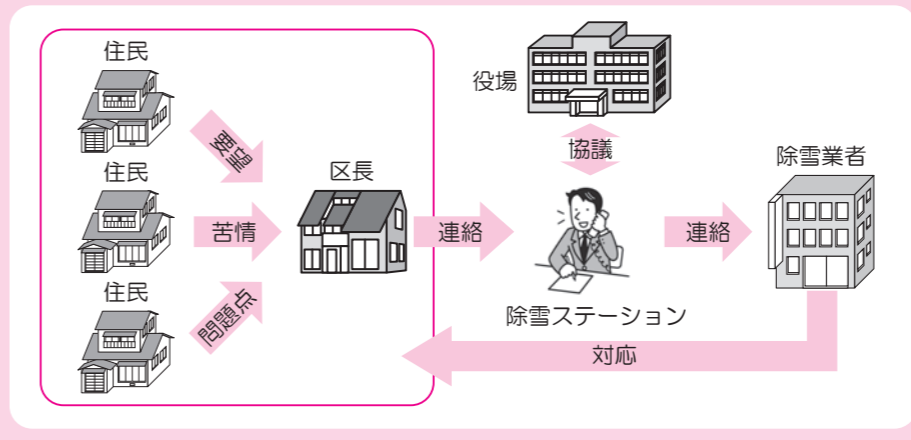 住民
要望
住民
苦情
住民
問題点
区長
連絡
役場
協議
除雪ステーション
連絡
除雪業者
対応